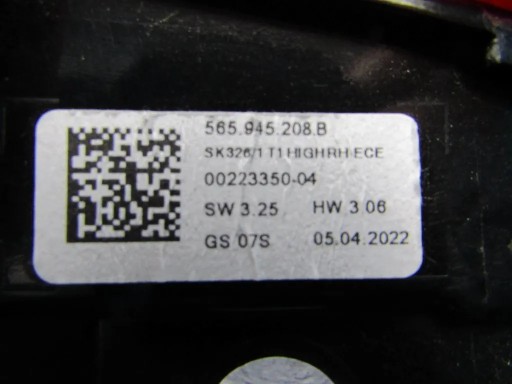 565.945.208.B
SK326/1 T1 HIGH RH ECE
00223350-04
SW 3.25 HW 3.06
GS 07S 05.04.2022